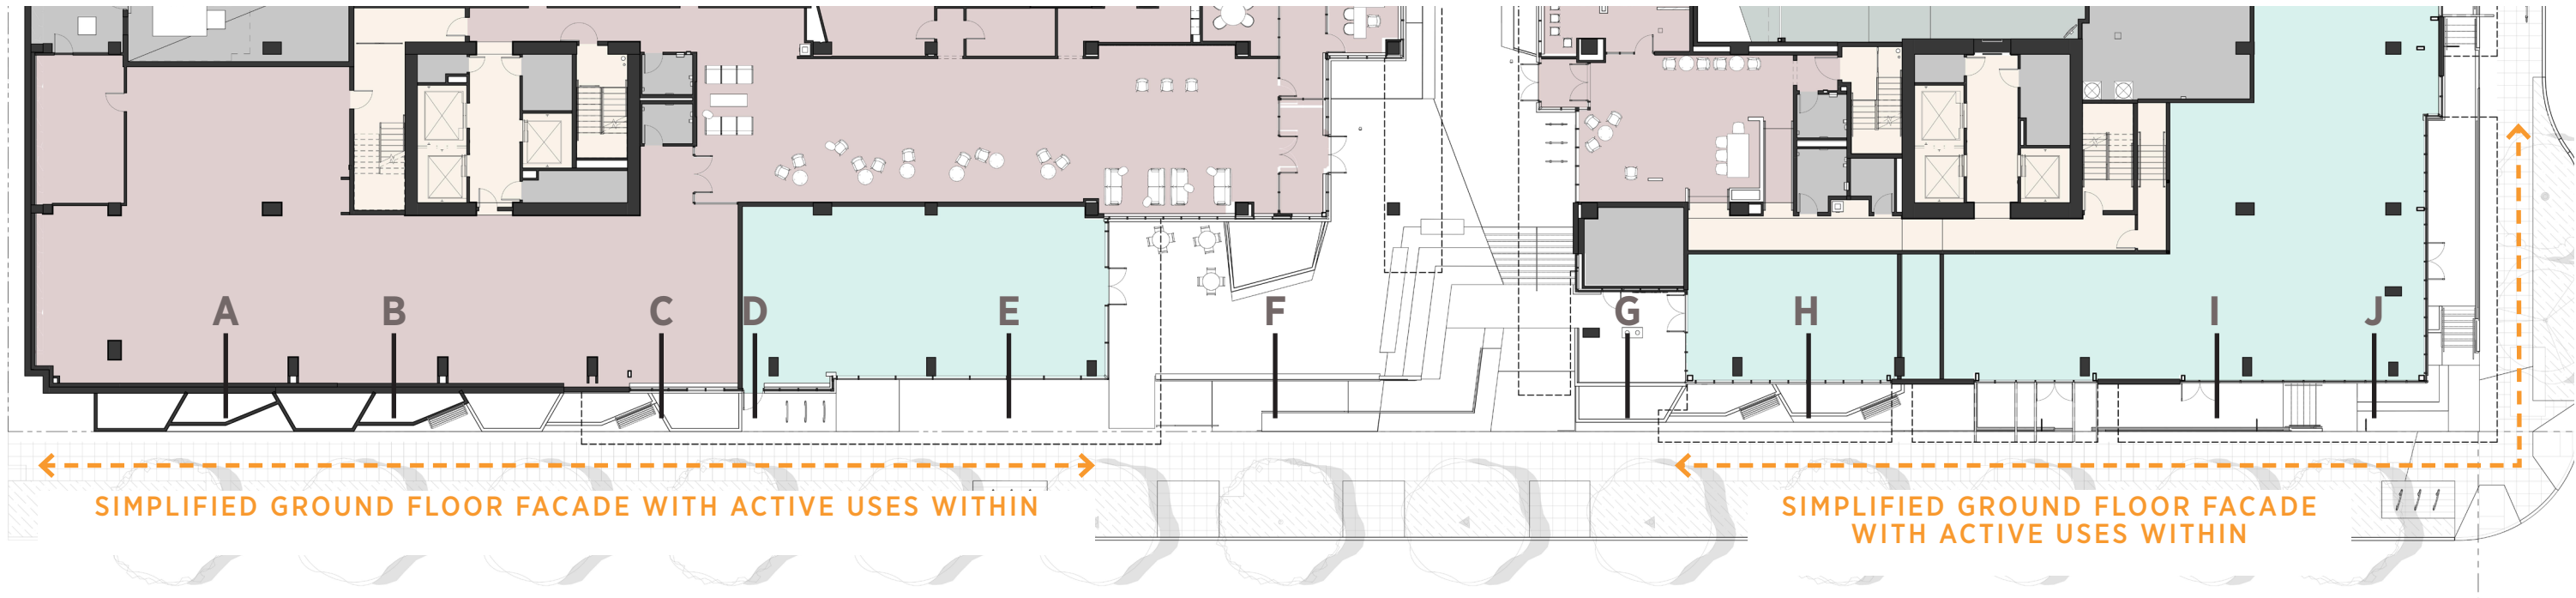 A B C D E F G H I J
SIMPLIFIED GROUND FLOOR FACADE WITH ACTIVE USES WITHIN
SIMPLIFIED GROUND FLOOR FACADE
WITH ACTIVE USES WITHIN